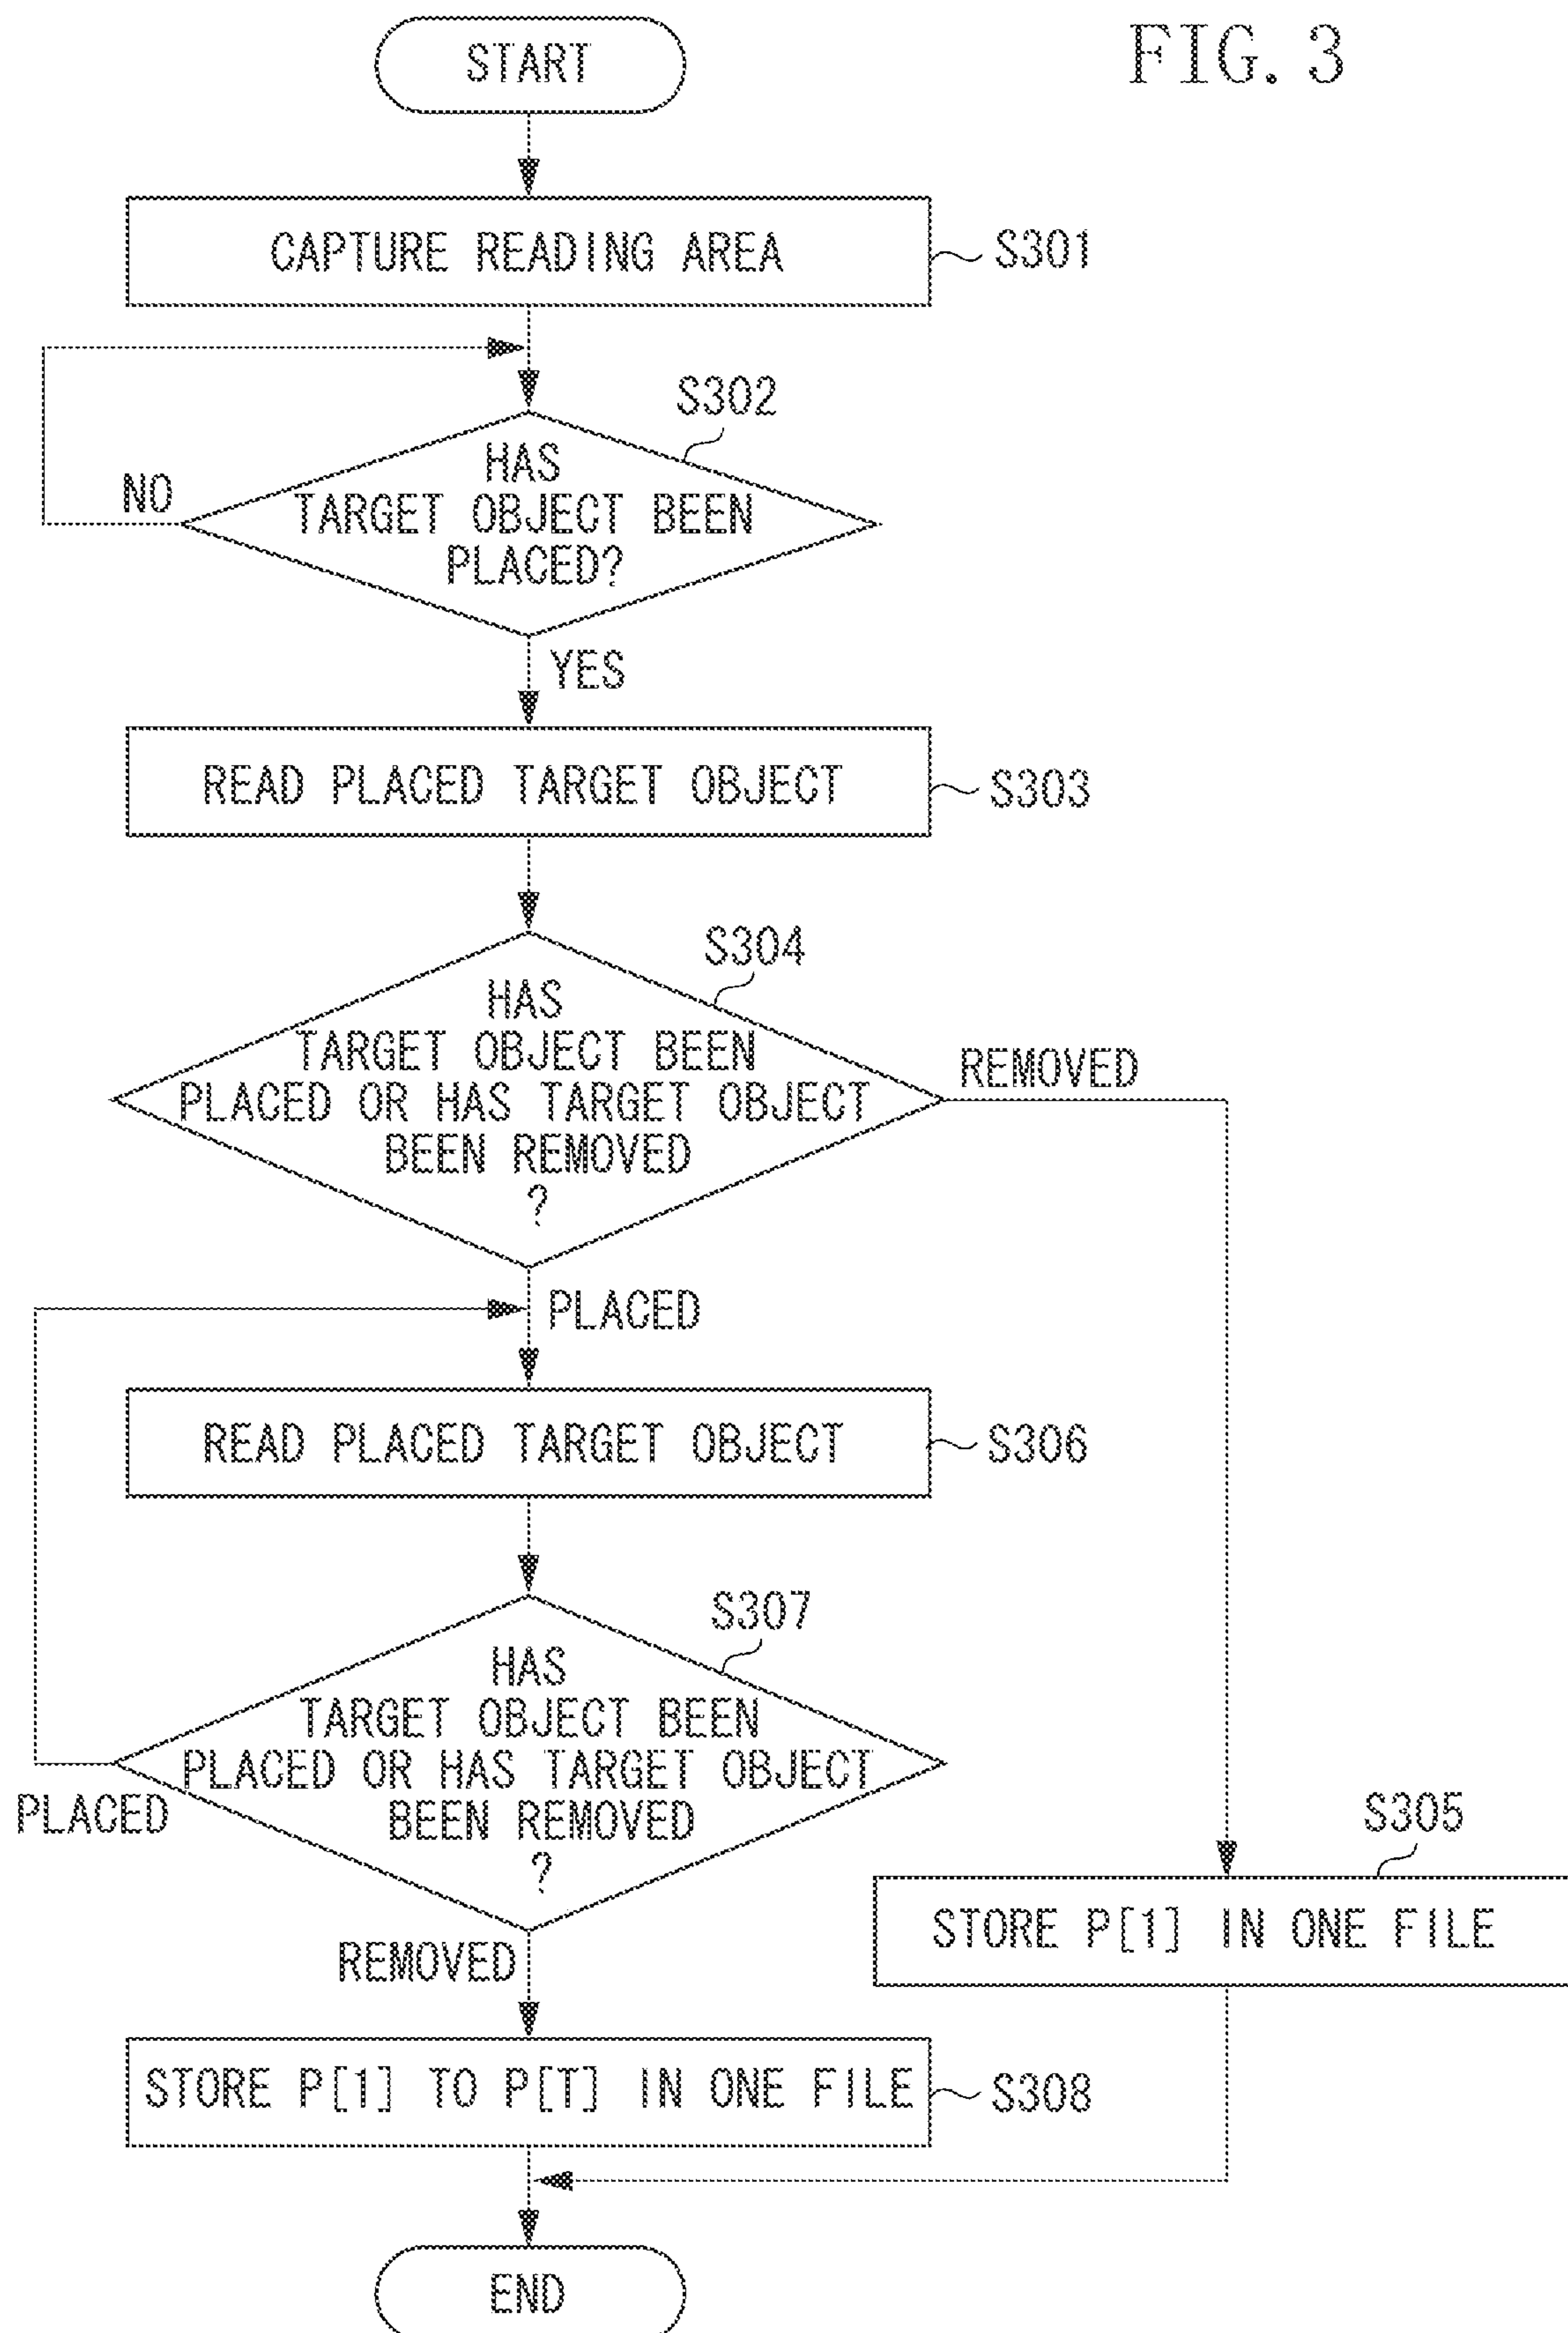 FIG. 3
START
CAPTURE READING AREA
S301
S302
HAS
TARGET OBJECT BEEN
PLACED?
NO
YES
READ PLACED TARGET OBJECT
S303
S304
HAS
TARGET OBJECT BEEN
PLACED OR HAS TARGET OBJECT
BEEN REMOVED
?
REMOVED
PLACED
READ PLACED TARGET OBJECT
S306
S307
HAS
TARGET OBJECT BEEN
PLACED OR HAS TARGET OBJECT
BEEN REMOVED
?
PLACED
REMOVED
S305
STORE P[1] IN ONE FILE
STORE P[1] TO P[T] IN ONE FILE
S308
END